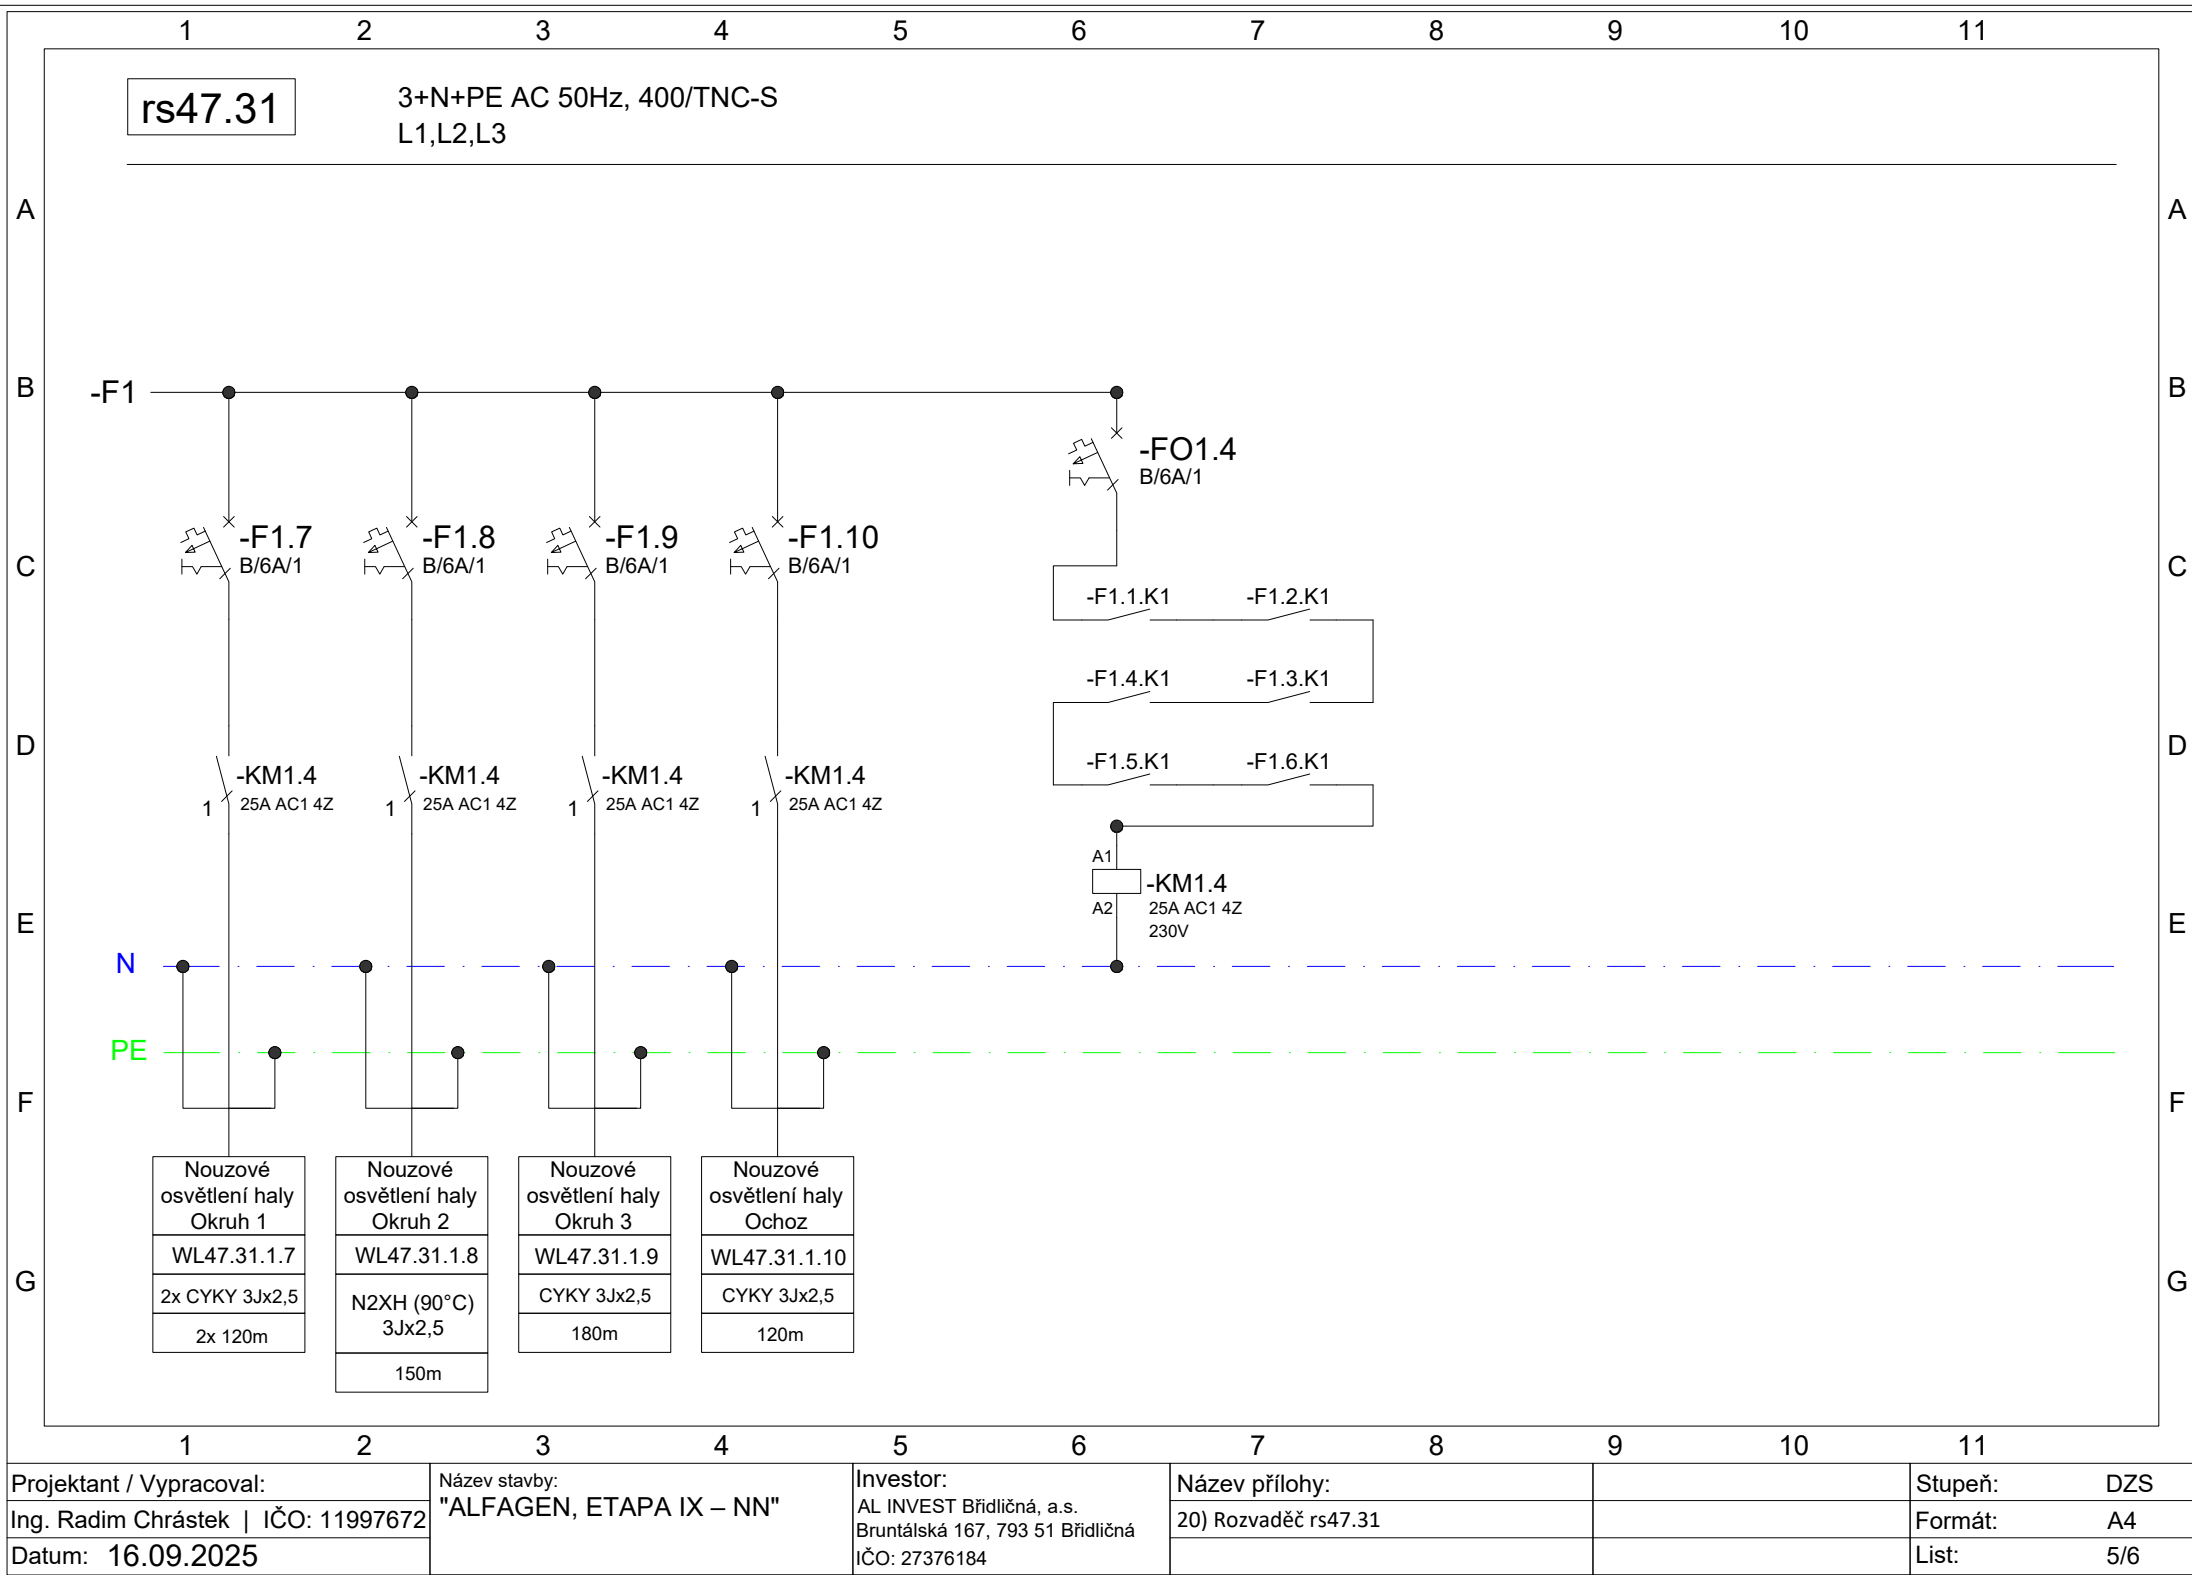 1 2 3 4 5 6 7 8 9 10 11
rs47.31
3+N+PE AC 50Hz, 400/TNC-S
L1,L2,L3
A A
B B
-F1
-FO1.4
B/6A/1
-F1.7 -F1.8 -F1.9 -F1.10
B/6A/1 B/6A/1 B/6A/1 B/6A/1
C C
-F1.1.K1 -F1.2.K1
-F1.4.K1 -F1.3.K1
D D
-F1.5.K1 -F1.6.K1
-KM1.4 -KM1.4 -KM1.4 -KM1.4
1 25A AC1 4Z 1 25A AC1 4Z 1 25A AC1 4Z 1 25A AC1 4Z
A1
-KM1.4
A2 25A AC1 4Z
230V
E E
N
PE
F F
Nouzové
osvětlení haly
Okruh 1
WL47.31.1.7
2x CYKY 3Jx2,5
2x 120m
Nouzové
osvětlení haly
Okruh 2
WL47.31.1.8
N2XH (90°C)
3Jx2,5
150m
Nouzové
osvětlení haly
Okruh 3
WL47.31.1.9
CYKY 3Jx2,5
180m
Nouzové
osvětlení haly
Ochoz
WL47.31.1.10
CYKY 3Jx2,5
120m
G G
1 2 3 4 5 6 7 8 9 10 11
Projektant / Vypracoval:
Ing. Radim Chrástek | IČO: 11997672
Datum: 16.09.2025
Název stavby:
"ALFAGEN, ETAPA IX – NN"
Investor:
AL INVEST Břidličná, a.s.
Bruntálská 167, 793 51 Břidličná
IČO: 27376184
Název přílohy:
20) Rozvaděč rs47.31
Stupeň: DZS
Formát: A4
List: 5/6